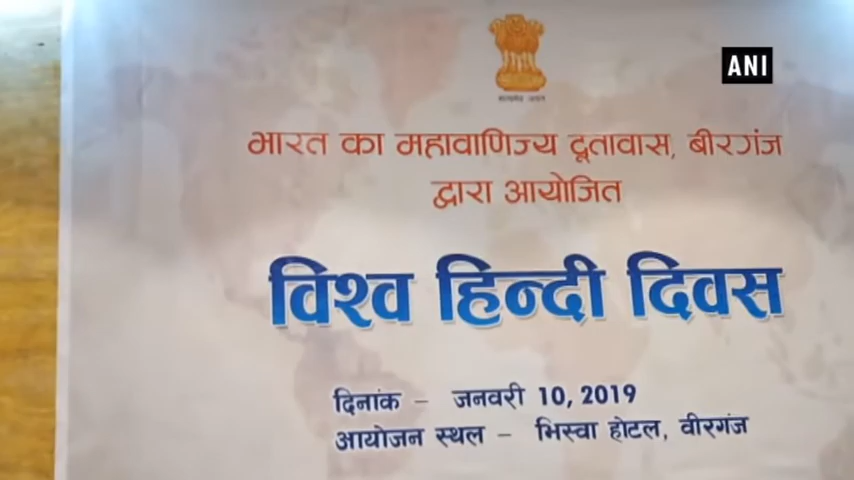 ANI
भारत का महावाणिज्य दूतावास, बीरगंज
द्वारा आयोजित
विश्व हिन्दी दिवस
दिनांक – जनवरी 10, 2019
आयोजन स्थल – भिस्वा होटल, वीरगंज